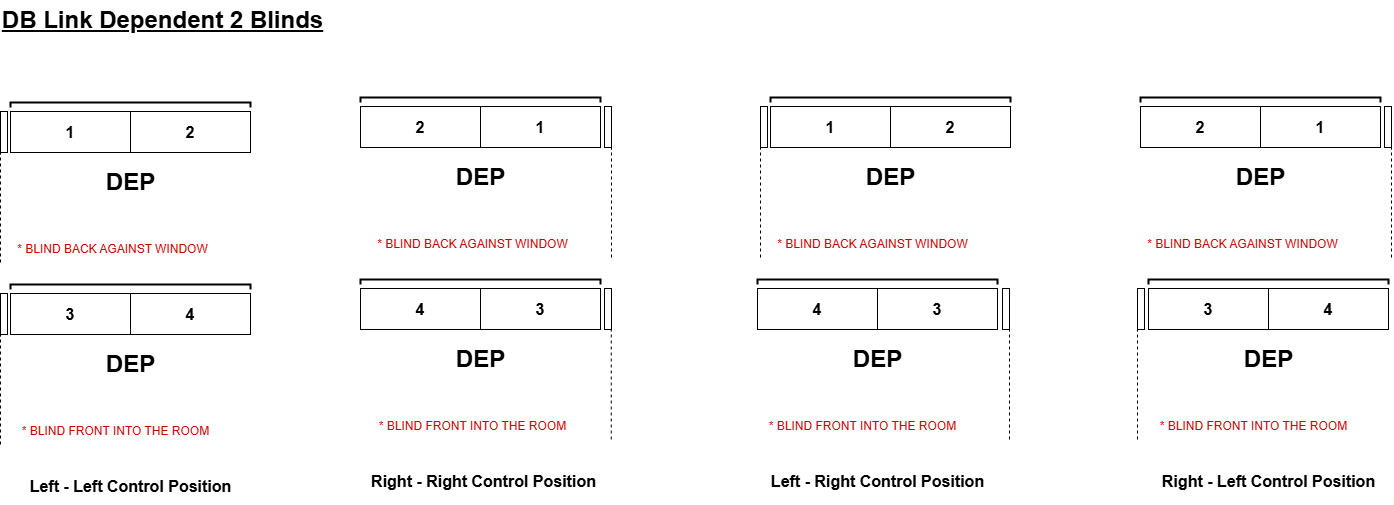 DB Link Dependent 2 Blinds
1 2
DEP
* BLIND BACK AGAINST WINDOW
3 4
DEP
* BLIND FRONT INTO THE ROOM
Left - Left Control Position
2 1
DEP
* BLIND BACK AGAINST WINDOW
4 3
DEP
* BLIND FRONT INTO THE ROOM
Right - Right Control Position
1 2
DEP
* BLIND BACK AGAINST WINDOW
4 3
DEP
* BLIND FRONT INTO THE ROOM
Left - Right Control Position
2 1
DEP
* BLIND BACK AGAINST WINDOW
3 4
DEP
* BLIND FRONT INTO THE ROOM
Right - Left Control Position